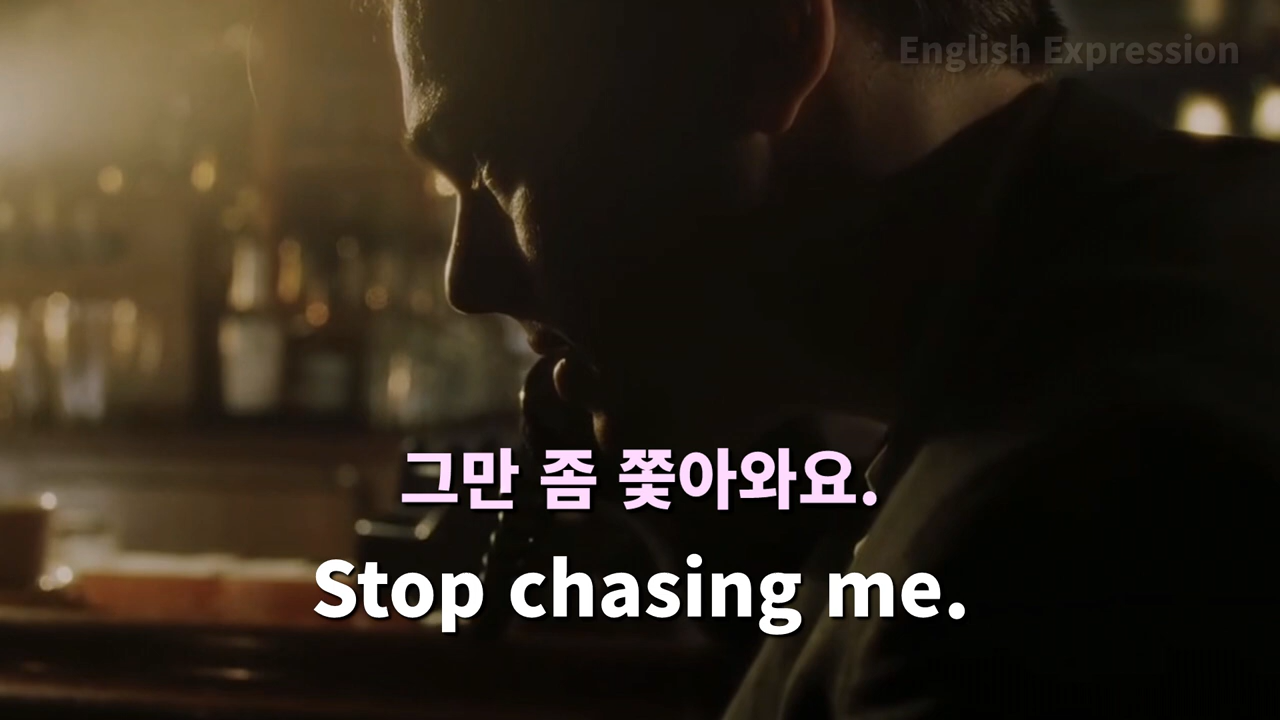 English Expression
그만 좀 쫓아와요.
Stop chasing me.